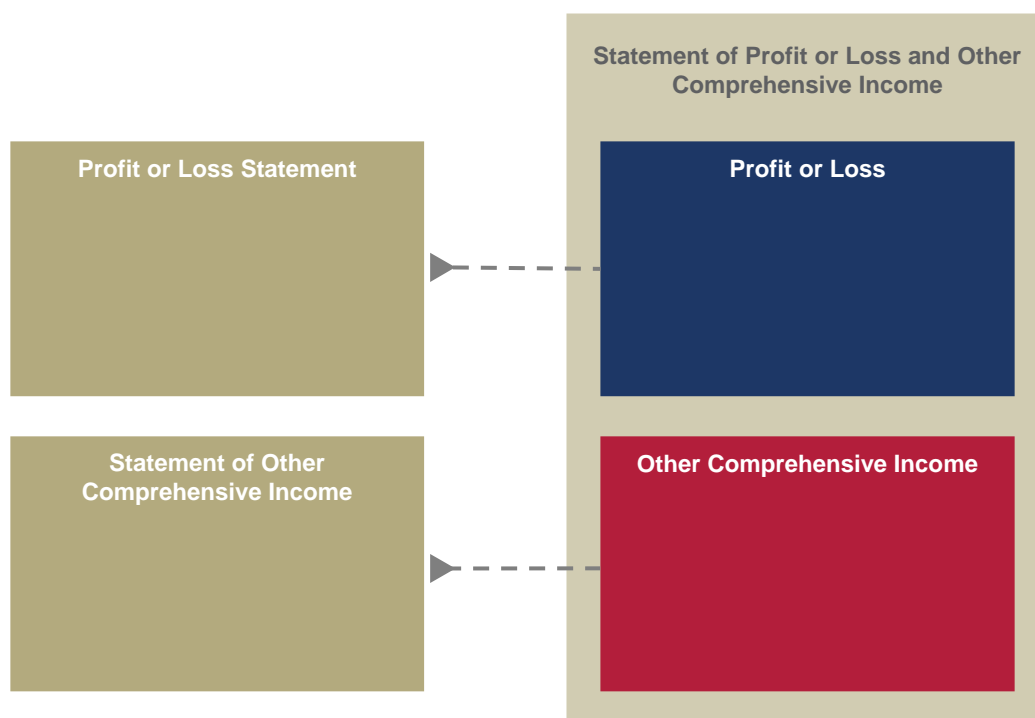 Statement of Profit or Loss and Other
Comprehensive Income
Profit or Loss Statement
Profit or Loss
Statement of Other
Comprehensive Income
Other Comprehensive Income